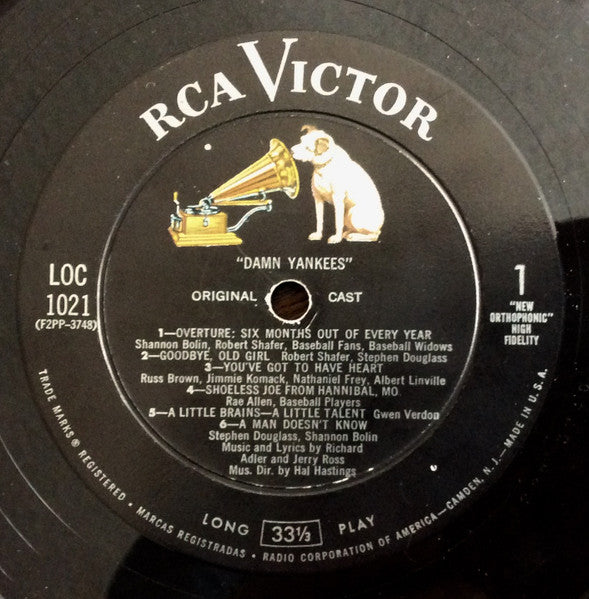 RCA VICTOR
"DAMN YANKEES"
LOC
1021
(F2PP-3748)
ORIGINAL CAST
1
"NEW
ORTHOPHONIC"
HIGH
FIDELITY
1—OVERTURE: SIX MONTHS OUT OF EVERY YEAR
Shannon Bolin, Robert Shafer, Baseball Fans, Baseball Widows
2—GOODBYE, OLD GIRL Robert Shafer, Stephen Douglass
3—YOU'VE GOT TO HAVE HEART
Russ Brown, Jimmie Komack, Nathaniel Frey, Albert Linville
4—SHOELESS JOE FROM HANNIBAL, MO.
Rae Allen, Baseball Players
5—A LITTLE BRAINS—A LITTLE TALENT Gwen Verdon
6—A MAN DOESN'T KNOW
Stephen Douglass, Shannon Bolin
Music and Lyrics by Richard
Adler and Jerry Ross
Mus. Dir. by Hal Hastings
LONG 33⅓ PLAY
TRADE MARKS ® REGISTERED • MARCAS REGISTRADAS • RADIO CORPORATION OF AMERICA—CAMDEN, N. J.—MADE IN U.S.A.